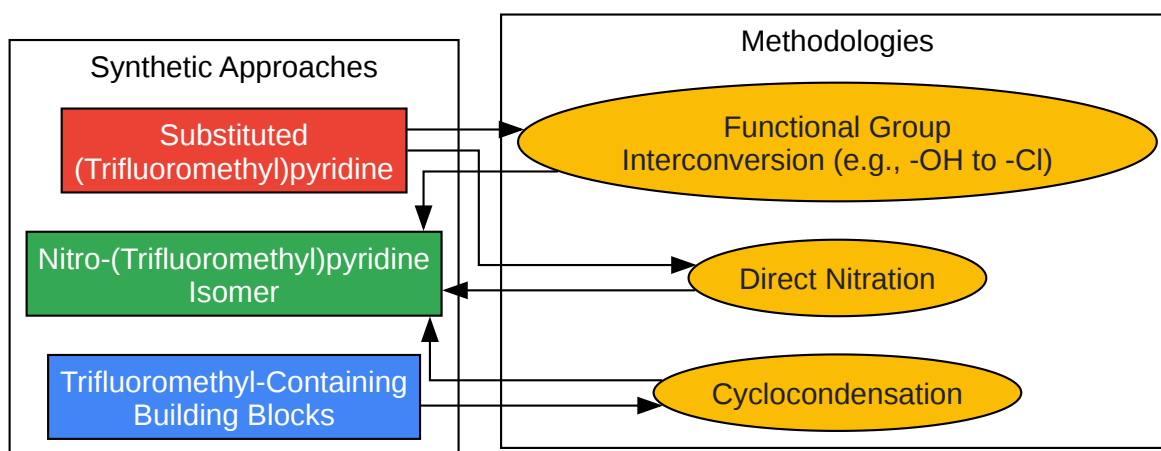 Synthetic Approaches
Substituted
(Trifluoromethyl)pyridine
Nitro-(Trifluoromethyl)pyridine
Isomer
Trifluoromethyl-Containing
Building Blocks
Methodologies
Functional Group
Interconversion (e.g., -OH to -Cl)
Direct Nitration
Cyclocondensation